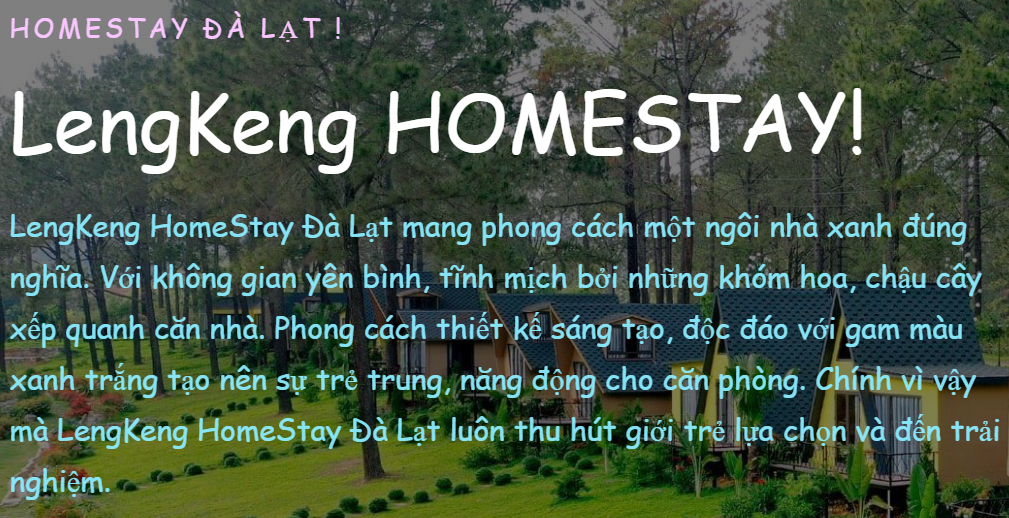 HOMESTAY ĐÀ LẠT !
LengKeng HOMESTAY!
LengKeng HomeStay Đà Lạt mang phong cách một ngôi nhà xanh đúng
nghĩa. Với không gian yên bình, tĩnh mịch bởi những khóm hoa, chậu cây
xếp quanh căn nhà. Phong cách thiết kế sáng tạo, độc đáo với gam màu
xanh trắng tạo nên sự trẻ trung, năng động cho căn phòng. Chính vì vậy
mà LengKeng HomeStay Đà Lạt luôn thu hút giới trẻ lựa chọn và đến trải
nghiệm.